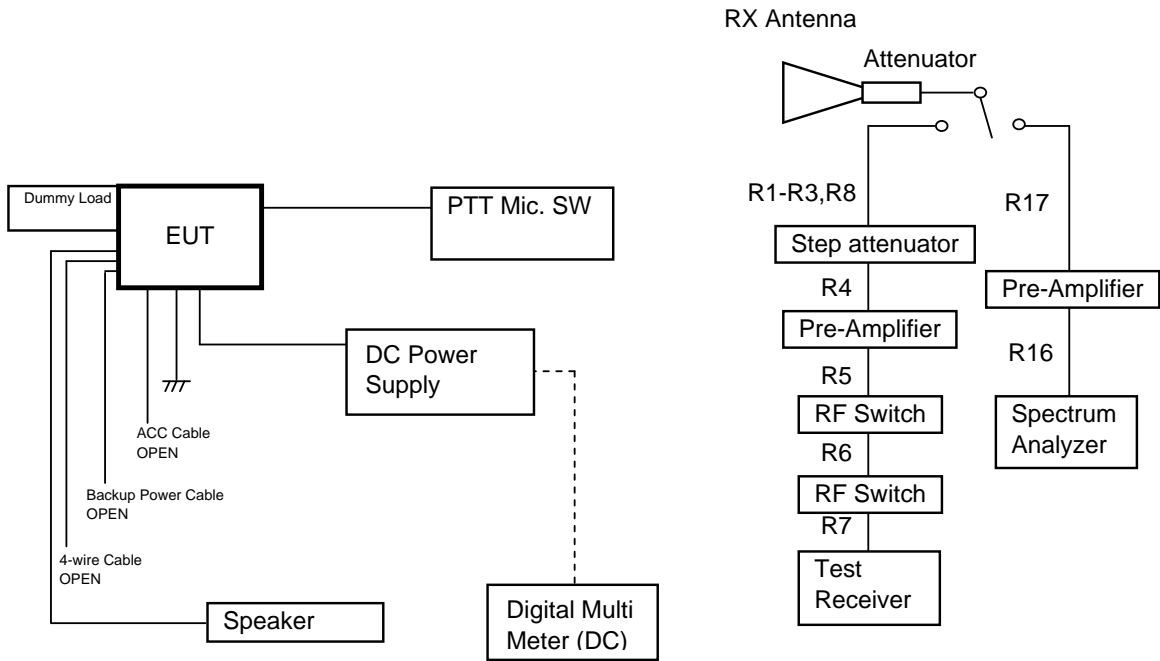 RX Antenna
Attenuator
Dummy Load
EUT
PTT Mic. SW
DC Power
Supply
ACC Cable
OPEN
Backup Power Cable
OPEN
4-wire Cable
OPEN
Speaker
Digital Multi
Meter (DC)
R1-R3,R8
Step attenuator
R4
Pre-Amplifier
R5
RF Switch
R6
RF Switch
R7
Test
Receiver
R17
Pre-Amplifier
R16
Spectrum
Analyzer